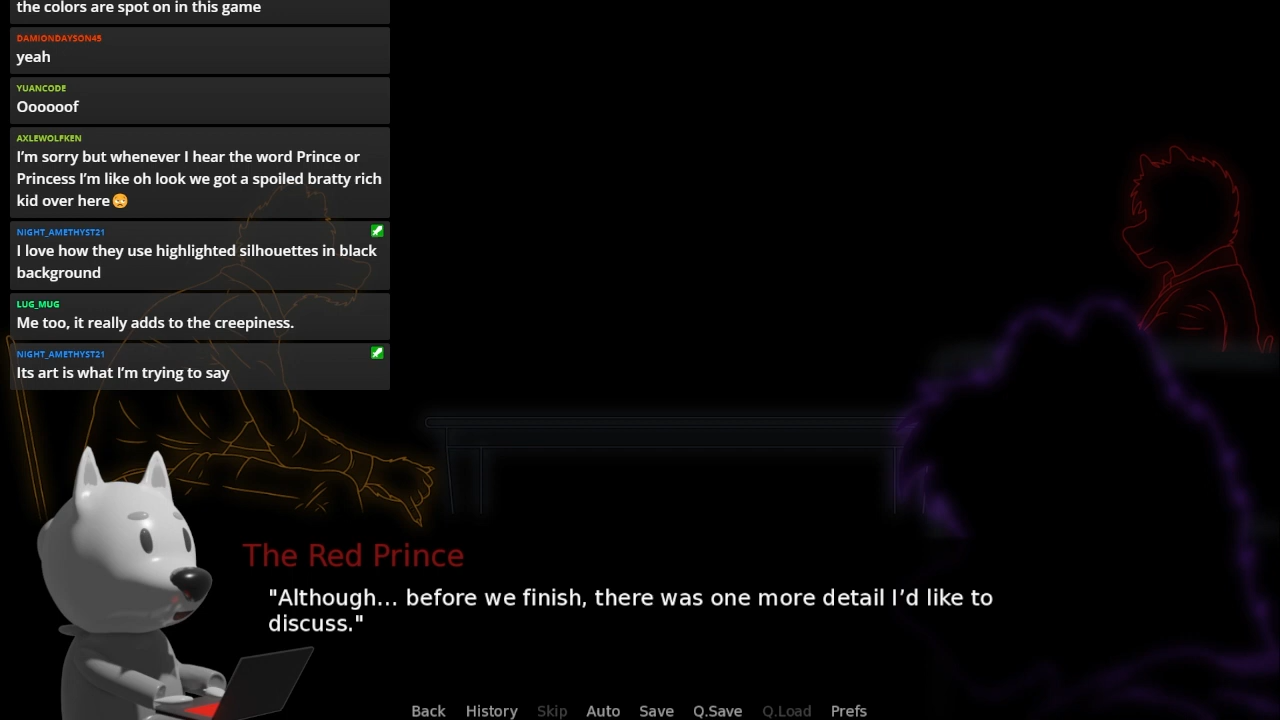 the colors are spot on in this game
DAMIONDAYSON45
yeah
YUANCODE
Oooooof
AXLEWOLFKEN
I’m sorry but whenever I hear the word Prince or
Princess I’m like oh look we got a spoiled bratty rich
kid over here🙄
NIGHT_AMETHYST21
I love how they use highlighted silhouettes in black
background
LUG_MUG
Me too, it really adds to the creepiness.
NIGHT_AMETHYST21
Its art is what I’m trying to say
The Red Prince
"Although... before we finish, there was one more detail I’d like to
discuss."
Back History Skip Auto Save Q.Save Q.Load Prefs